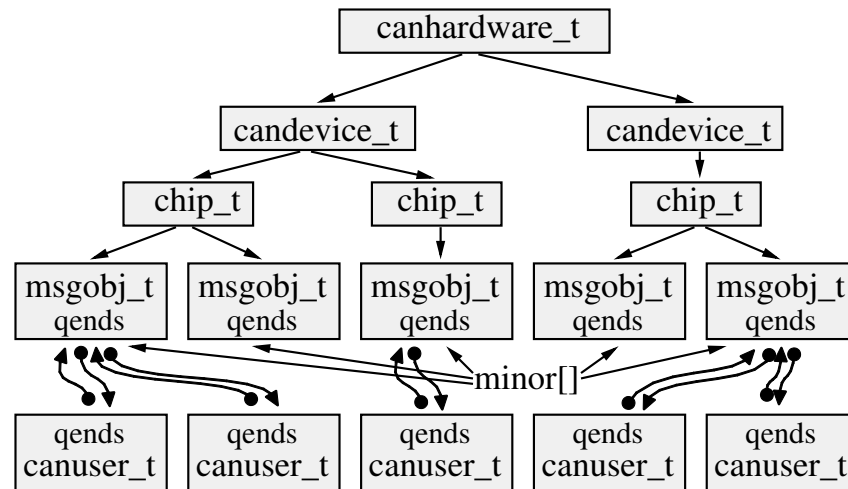 canhardware_t
candevice_t
candevice_t
chip_t
chip_t
chip_t
msgobj_t
qends
msgobj_t
qends
msgobj_t
qends
msgobj_t
qends
msgobj_t
qends
minor[]
qends
canuser_t
qends
canuser_t
qends
canuser_t
qends
canuser_t
qends
canuser_t